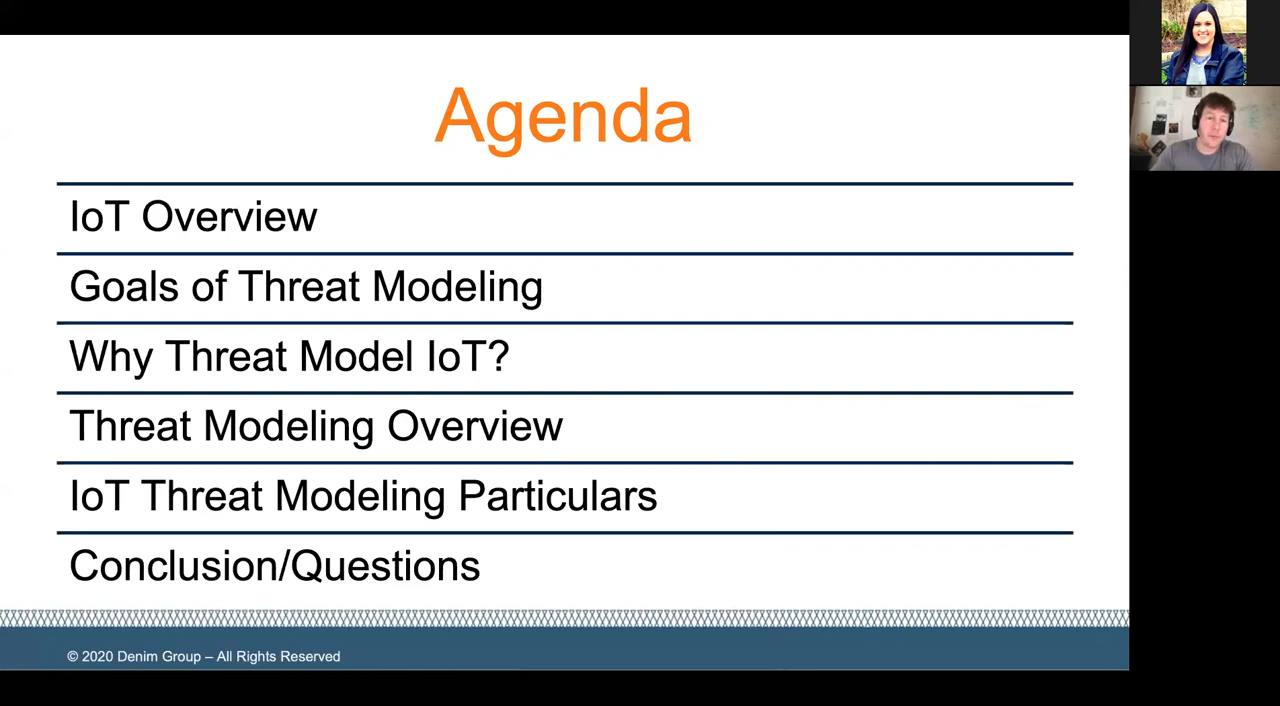 Agenda
IoT Overview
Goals of Threat Modeling
Why Threat Model IoT?
Threat Modeling Overview
IoT Threat Modeling Particulars
Conclusion/Questions
© 2020 Denim Group – All Rights Reserved